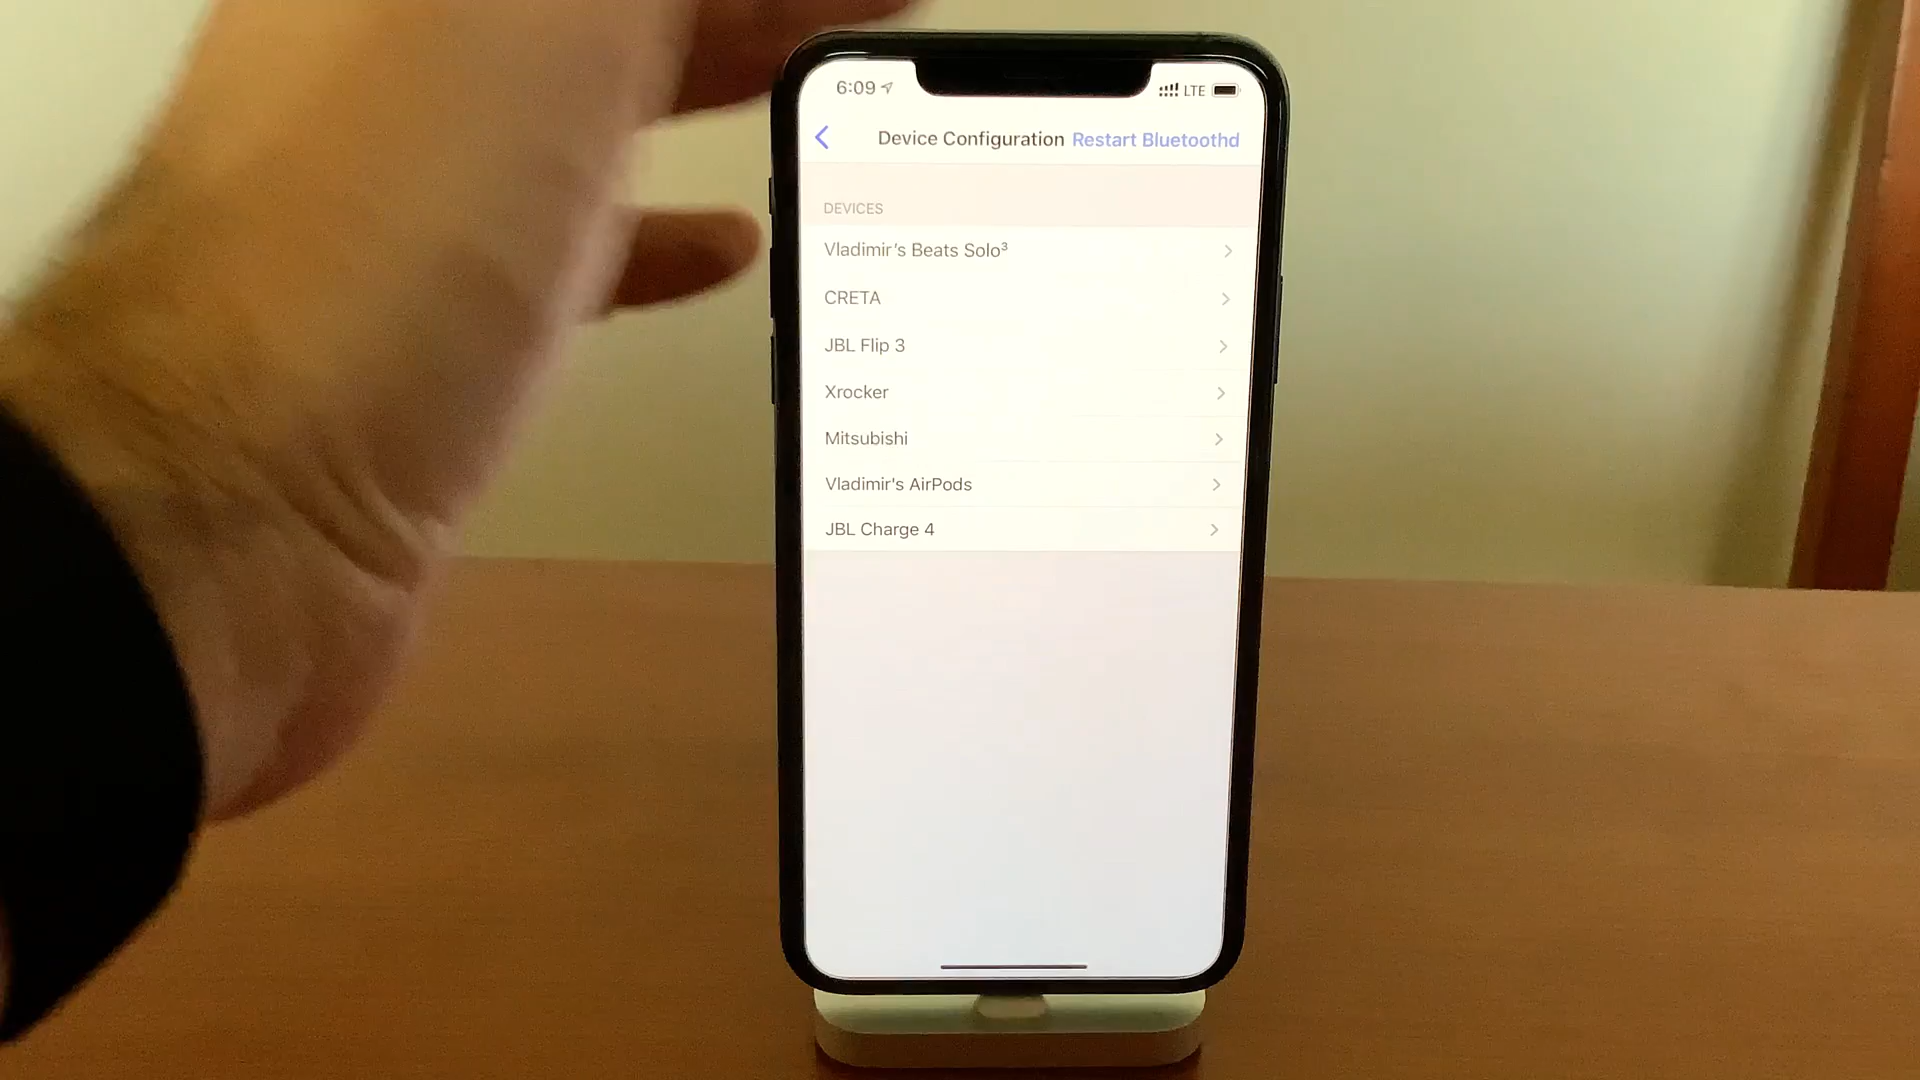 6:09 LTE
Device Configuration Restart Bluetoothd
DEVICES
Vladimir’s Beats Solo³
CRETA
JBL Flip 3
Xrocker
Mitsubishi
Vladimir's AirPods
JBL Charge 4